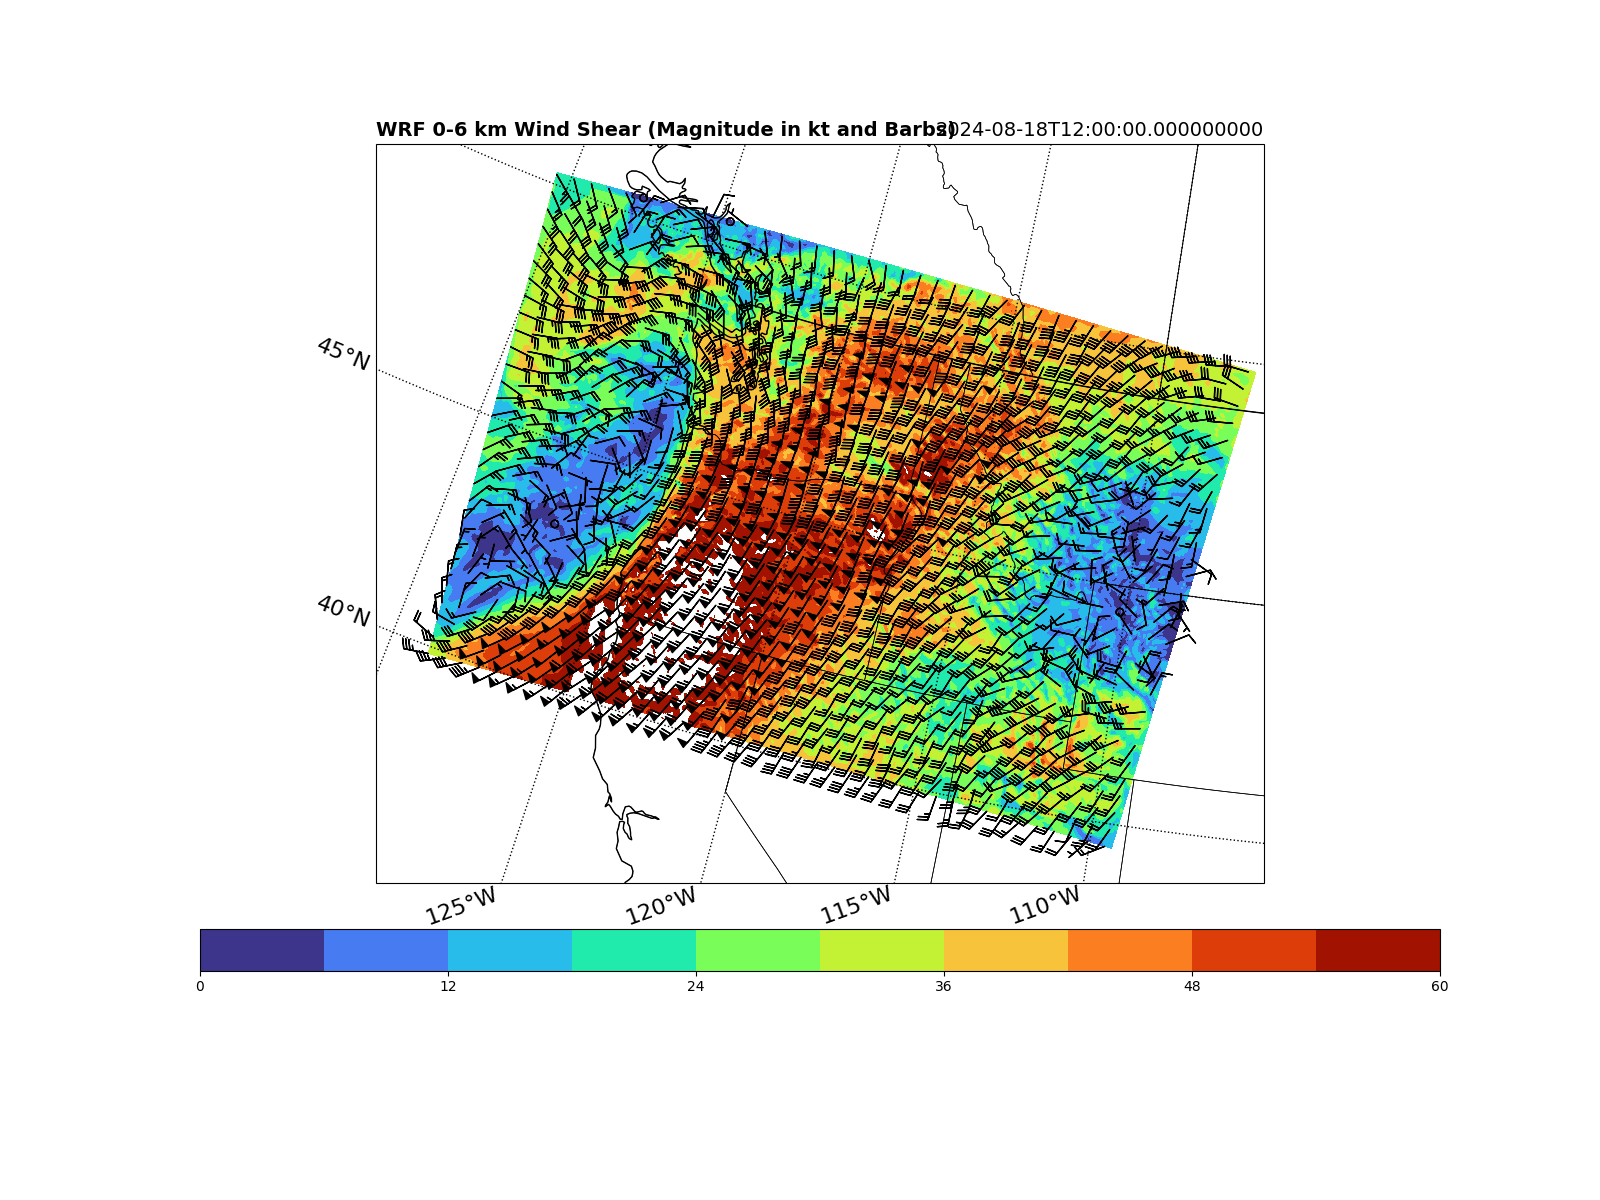 WRF 0-6 km Wind Shear (Magnitude in kt and Barbs)
2024-08-18T12:00:00.000000000
45°N
40°N
125°W 120°W 115°W 110°W
0 12 24 36 48 60